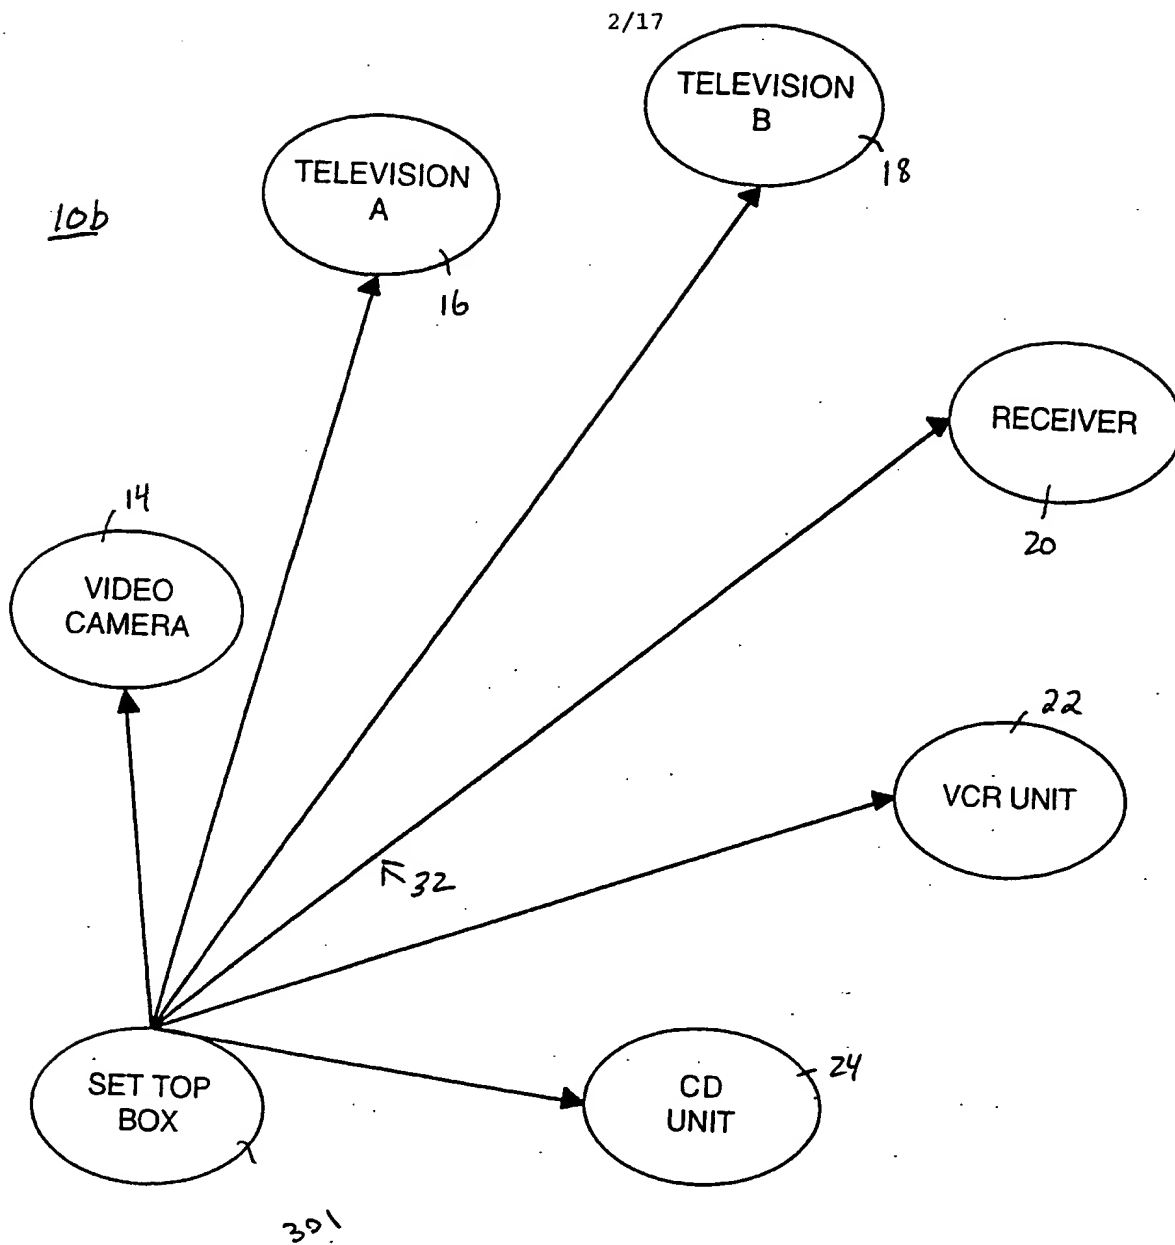 2/17
TELEVISION
B
18
TELEVISION
A
16
10b
RECEIVER
20
14
VIDEO
CAMERA
22
VCR UNIT
32
SET TOP
BOX
301
CD
UNIT
24